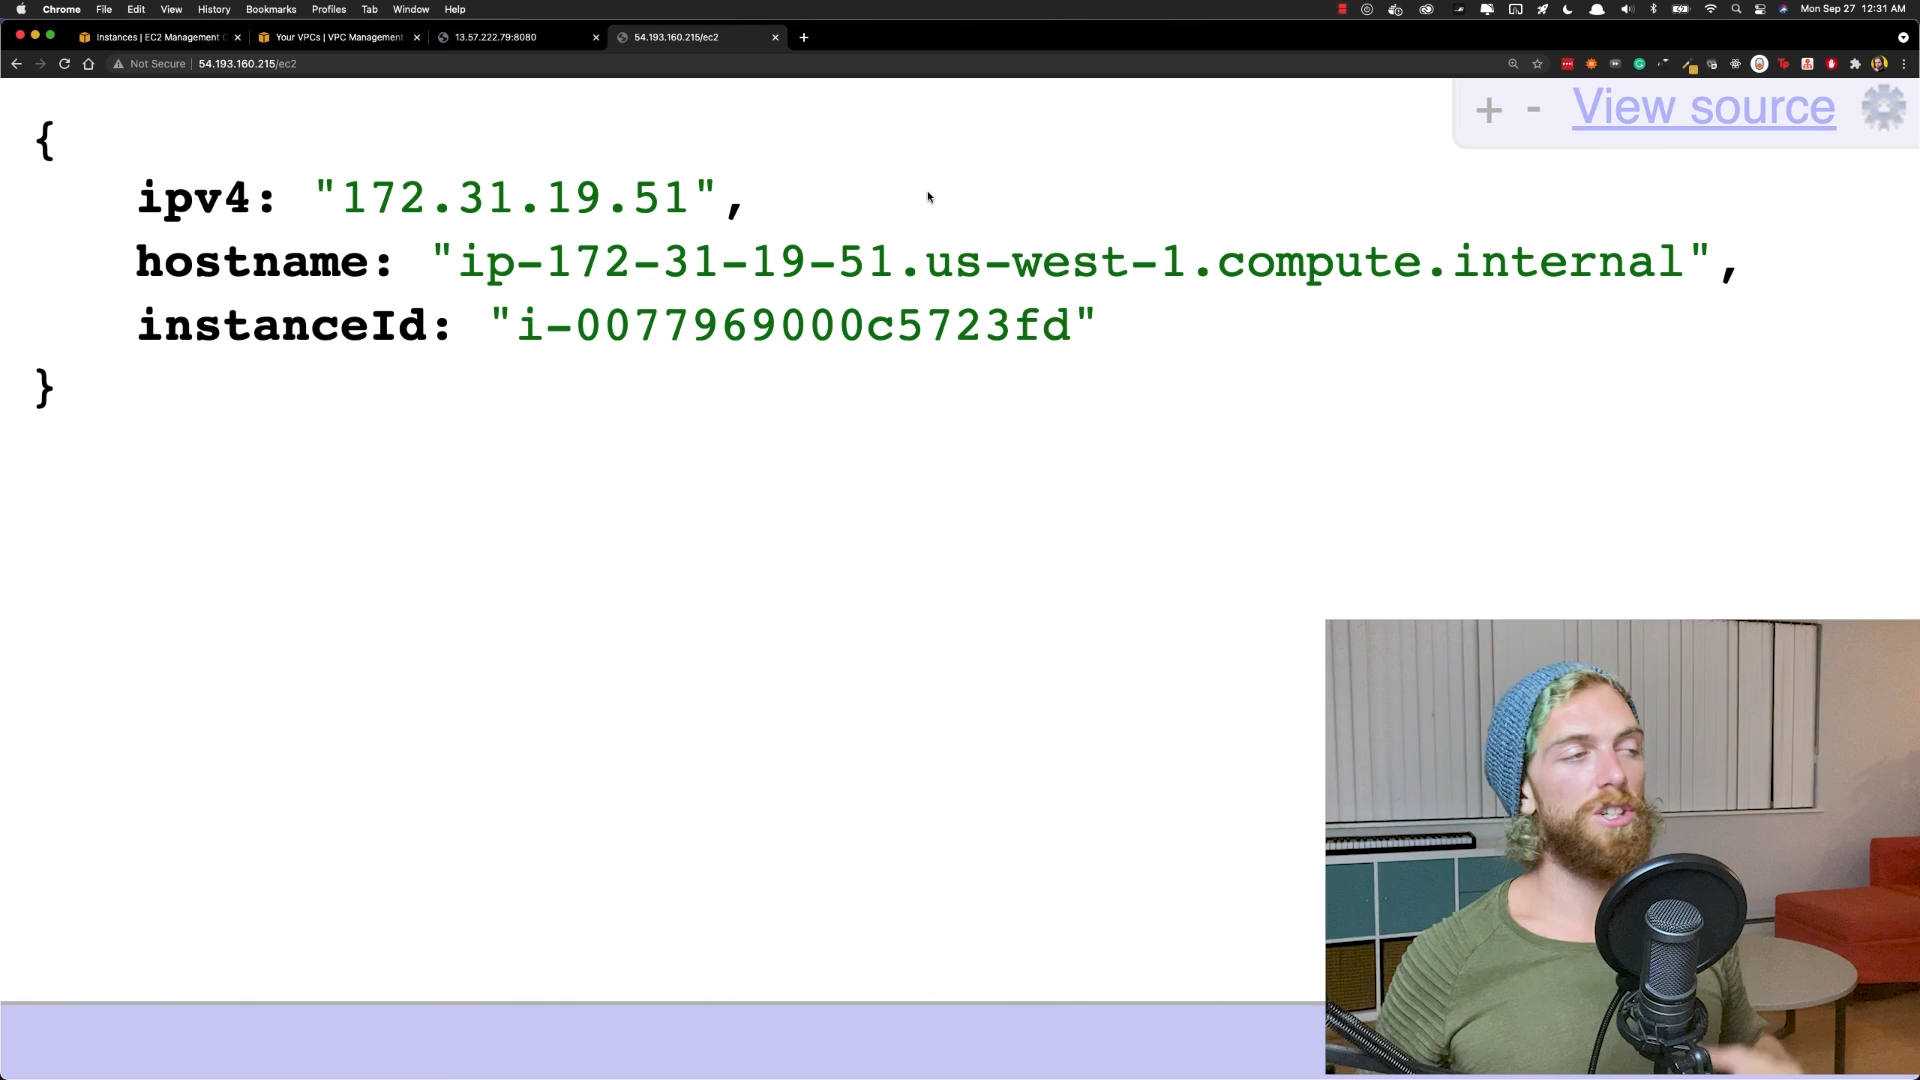 Chrome File Edit View History Bookmarks Profiles Tab Window Help Mon Sep 27 12:31 AM
Instances | EC2 Management Your VPCs | VPC Management 13.57.222.79:8080 54.193.160.215/ec2
Not Secure 54.193.160.215/ec2
+ - View source
{
ipv4: "172.31.19.51",
hostname: "ip-172-31-19-51.us-west-1.compute.internal",
instanceId: "i-0077969000c5723fd"
}